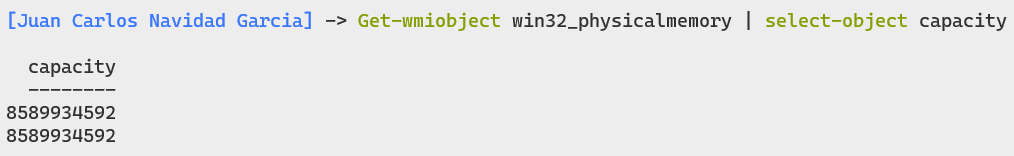 [Juan Carlos Navidad Garcia] -> Get-wmiobject win32_physicalmemory | select-object capacity
capacity
--------
8589934592
8589934592